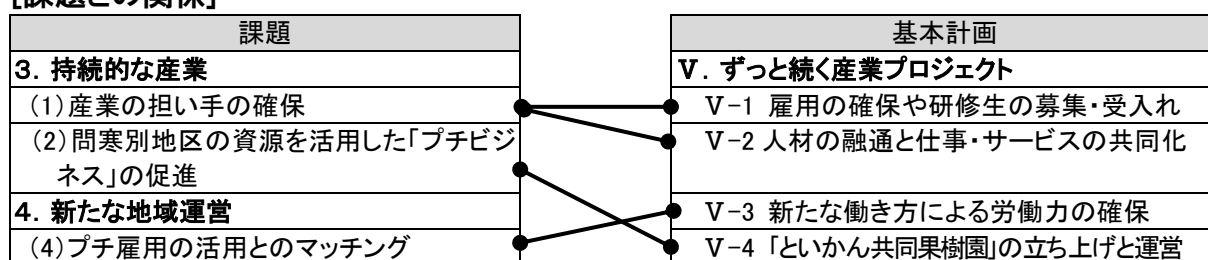 課題
3．持続的な産業
(1)産業の担い手の確保
(2)問寒別地区の資源を活用した「プチビジ
ネス」の促進
4．新たな地域運営
(4)プチ雇用の活用とのマッチング
基本計画
Ⅴ．ずっと続く産業プロジェクト
Ⅴ-1 雇用の確保や研修生の募集・受入れ
Ⅴ-2 人材の融通と仕事・サービスの共同化
Ⅴ-3 新たな働き方による労働力の確保
Ⅴ-4 「といかん共同果樹園」の立ち上げと運営